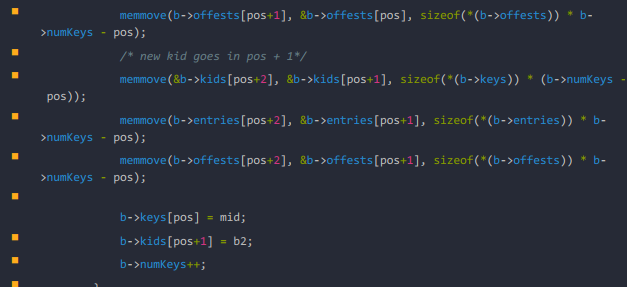 memmove(b->offests[pos+1], &b->offests[pos], sizeof(*(b->offests)) * b-
>numKeys - pos);
/* new kid goes in pos + 1*/
memmove(&b->kids[pos+2], &b->kids[pos+1], sizeof(*(b->keys)) * (b->numKeys -
pos));
memmove(b->entries[pos+2], &b->entries[pos+1], sizeof(*(b->entries)) * b-
>numKeys - pos);
memmove(b->offests[pos+2], &b->offests[pos+1], sizeof(*(b->offests)) * b-
>numKeys - pos);
b->keys[pos] = mid;
b->kids[pos+1] = b2;
b->numKeys++;